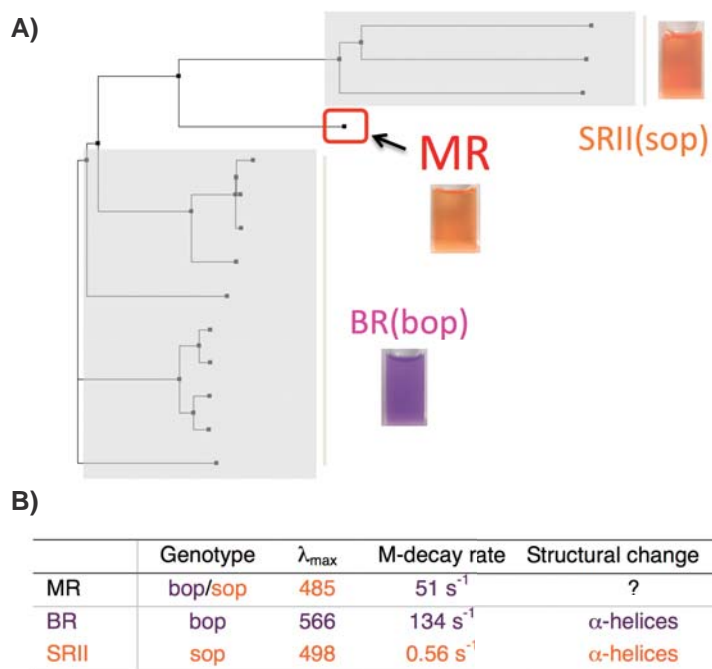 A)
SRII(sop)
MR
BR(bop)
B)
Genotype λmax M-decay rate Structural change
MR bop/sop 485 51 s⁻¹ ?
BR bop 566 134 s⁻¹ α-helices
SRII sop 498 0.56 s⁻¹ α-helices